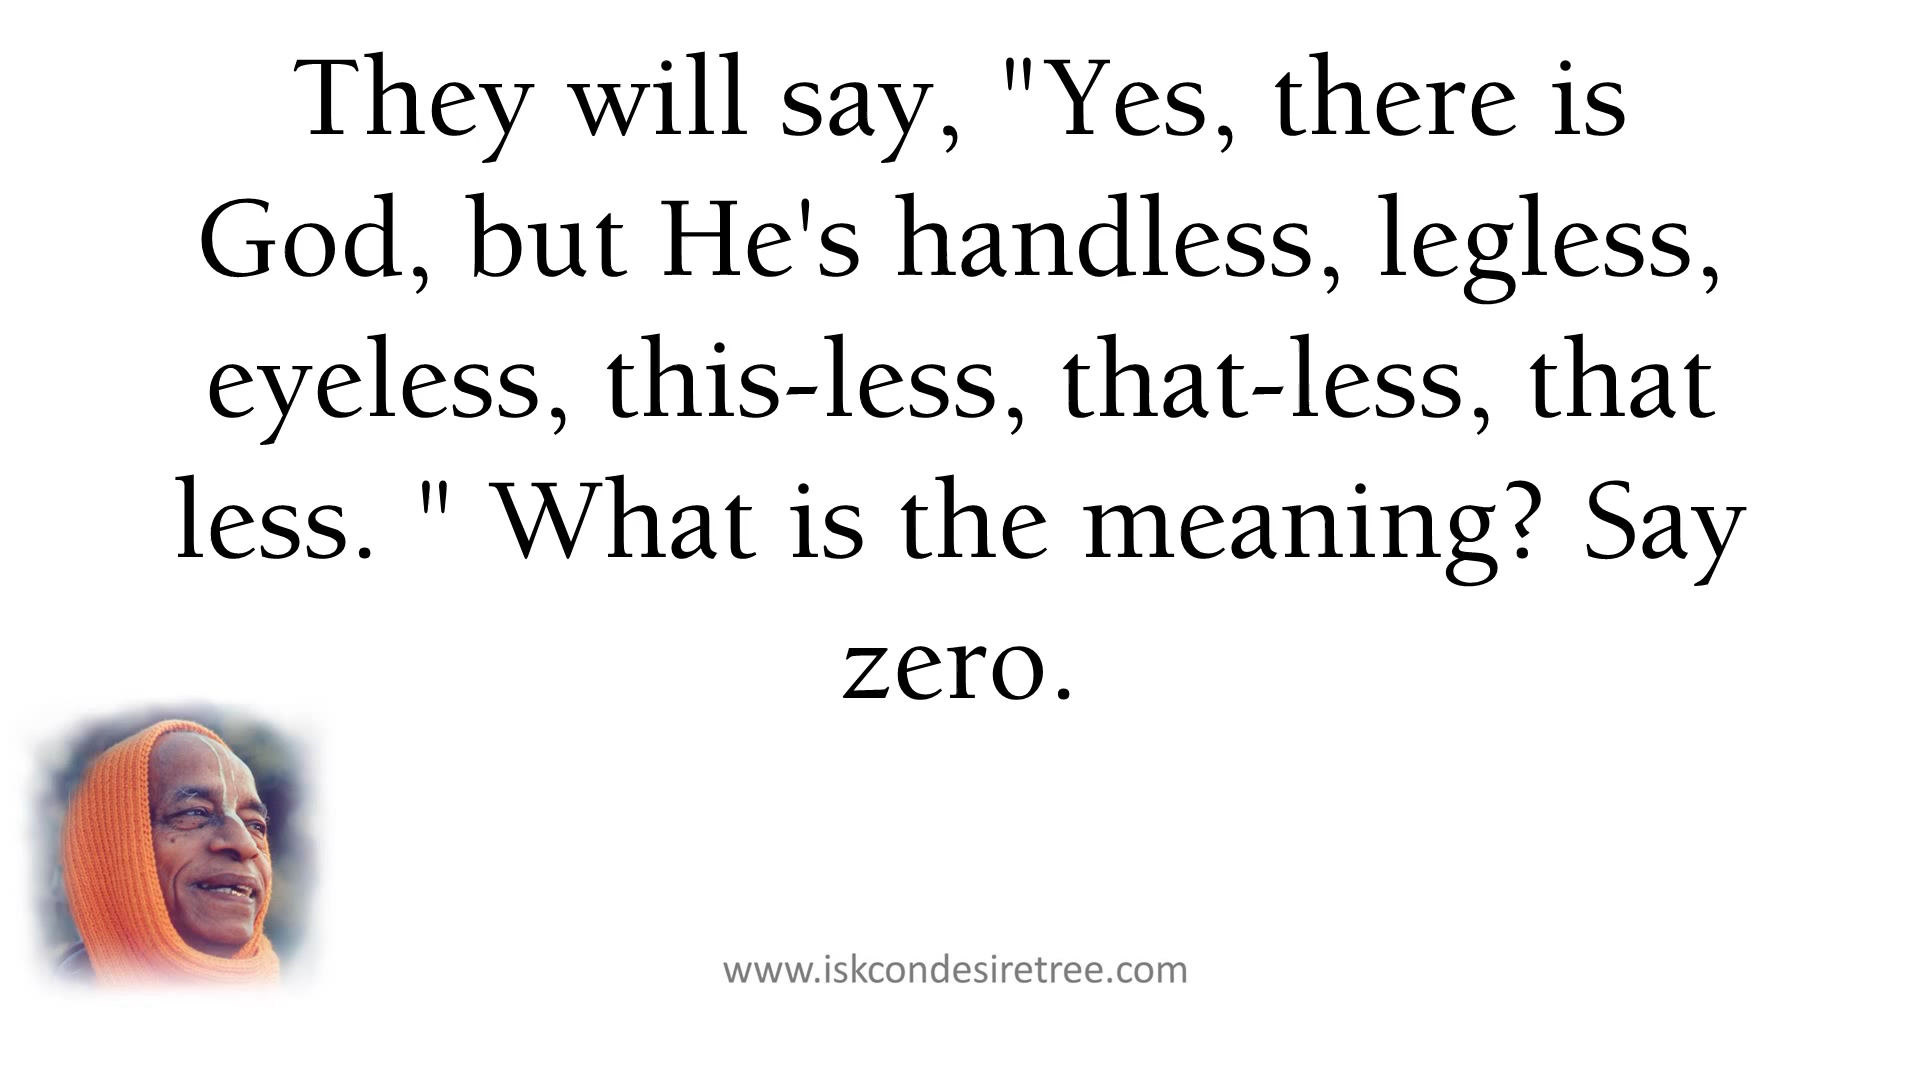 They will say, "Yes, there is
God, but He's handless, legless,
eyeless, this-less, that-less, that
less. " What is the meaning? Say
zero.
www.iskcondesiretree.com